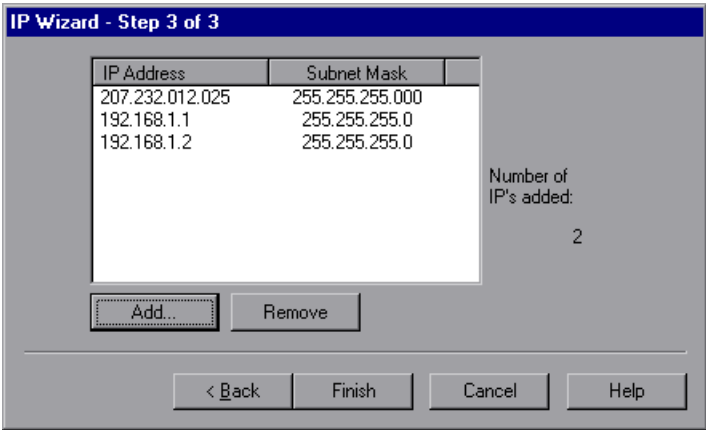 IP Wizard - Step 3 of 3
IP Address Subnet Mask
207.232.012.025 255.255.255.000
192.168.1.1 255.255.255.0
192.168.1.2 255.255.255.0
Number of
IP's added:
2
Add... Remove
< Back Finish Cancel Help